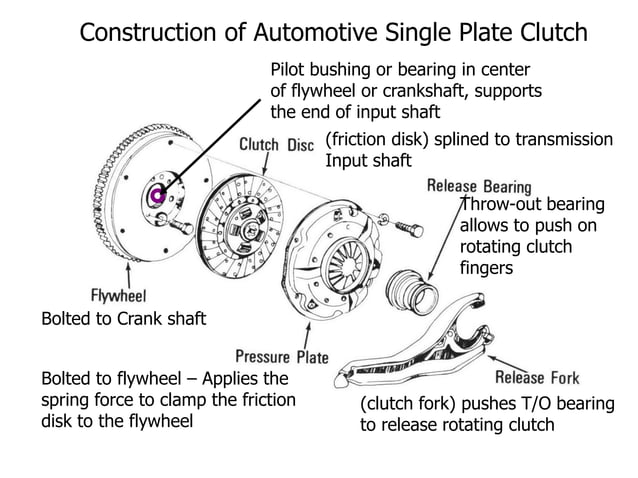 Construction of Automotive Single Plate Clutch
Pilot bushing or bearing in center
of flywheel or crankshaft, supports
the end of input shaft
Clutch Disc
(friction disk) splined to transmission
Input shaft
Release Bearing
Throw-out bearing
allows to push on
rotating clutch
fingers
Flywheel
Bolted to Crank shaft
Pressure Plate
Bolted to flywheel – Applies the
spring force to clamp the friction
disk to the flywheel
Release Fork
(clutch fork) pushes T/O bearing
to release rotating clutch